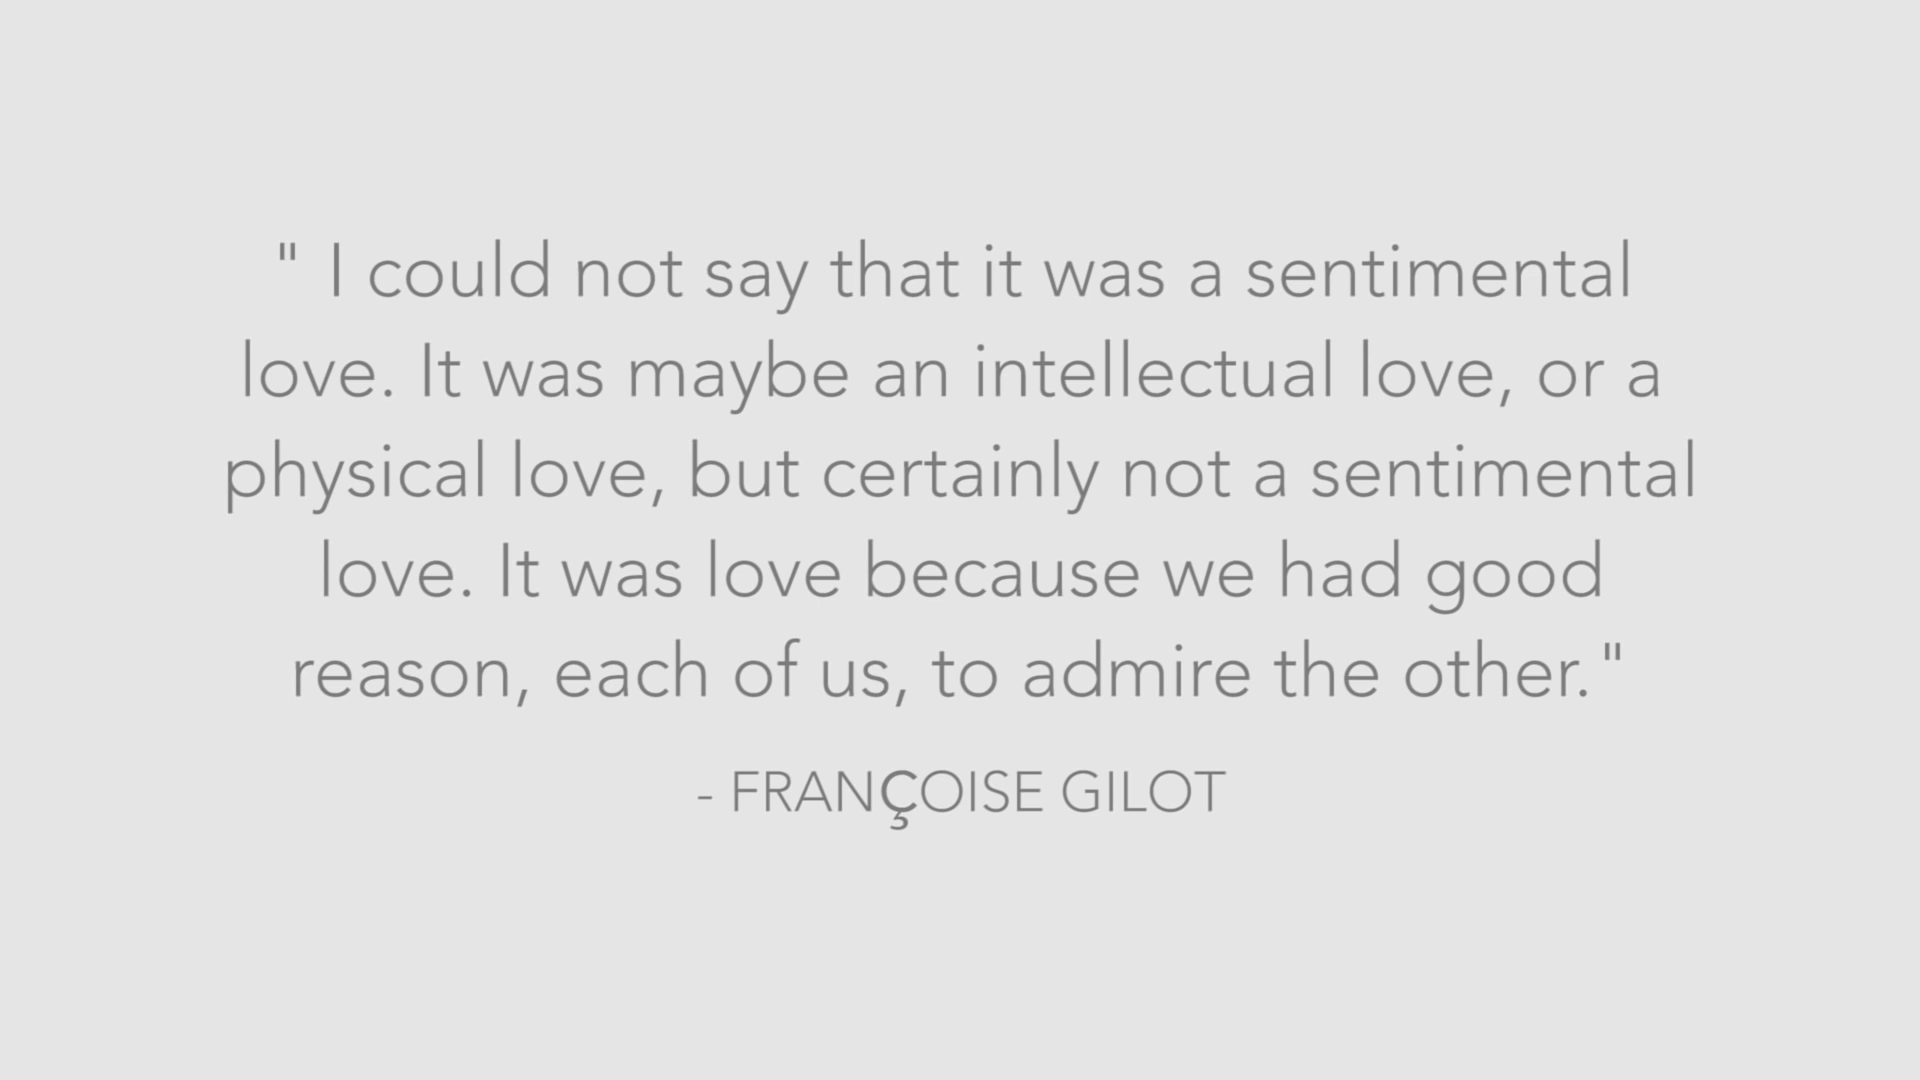 " I could not say that it was a sentimental
love. It was maybe an intellectual love, or a
physical love, but certainly not a sentimental
love. It was love because we had good
reason, each of us, to admire the other."
- FRANÇOISE GILOT